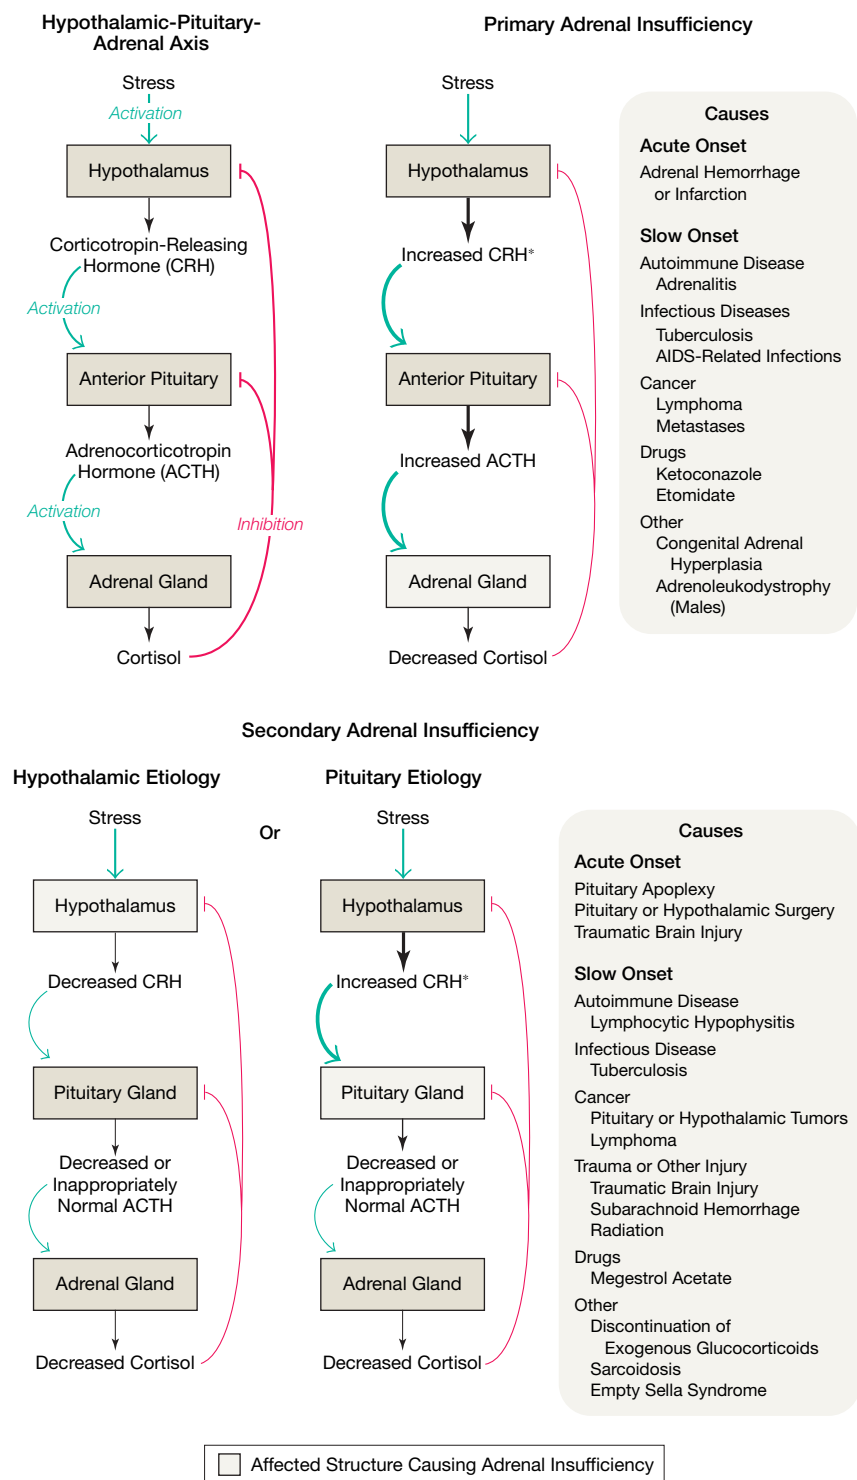 Hypothalamic-Pituitary-
Adrenal Axis
Stress
Activation
Hypothalamus
Corticotropin-Releasing
Hormone (CRH)
Activation
Anterior Pituitary
Adrenocorticotropin
Hormone (ACTH)
Activation
Inhibition
Adrenal Gland
Cortisol
Primary Adrenal Insufficiency
Stress
Hypothalamus
Increased CRH*
Anterior Pituitary
Increased ACTH
Adrenal Gland
Decreased Cortisol
Causes
Acute Onset
Adrenal Hemorrhage
or Infarction
Slow Onset
Autoimmune Disease
Adrenalitis
Infectious Diseases
Tuberculosis
AIDS-Related Infections
Cancer
Lymphoma
Metastases
Drugs
Ketoconazole
Etomidate
Other
Congenital Adrenal
Hyperplasia
Adrenoleukodystrophy
(Males)
Secondary Adrenal Insufficiency
Hypothalamic Etiology
Stress
Hypothalamus
Decreased CRH
Pituitary Gland
Decreased or
Inappropriately
Normal ACTH
Adrenal Gland
Decreased Cortisol
Or
Pituitary Etiology
Stress
Hypothalamus
Increased CRH*
Pituitary Gland
Decreased or
Inappropriately
Normal ACTH
Adrenal Gland
Decreased Cortisol
Causes
Acute Onset
Pituitary Apoplexy
Pituitary or Hypothalamic Surgery
Traumatic Brain Injury
Slow Onset
Autoimmune Disease
Lymphocytic Hypophysitis
Infectious Disease
Tuberculosis
Cancer
Pituitary or Hypothalamic Tumors
Lymphoma
Trauma or Other Injury
Traumatic Brain Injury
Subarachnoid Hemorrhage
Radiation
Drugs
Megestrol Acetate
Other
Discontinuation of
Exogenous Glucocorticoids
Sarcoidosis
Empty Sella Syndrome
Affected Structure Causing Adrenal Insufficiency